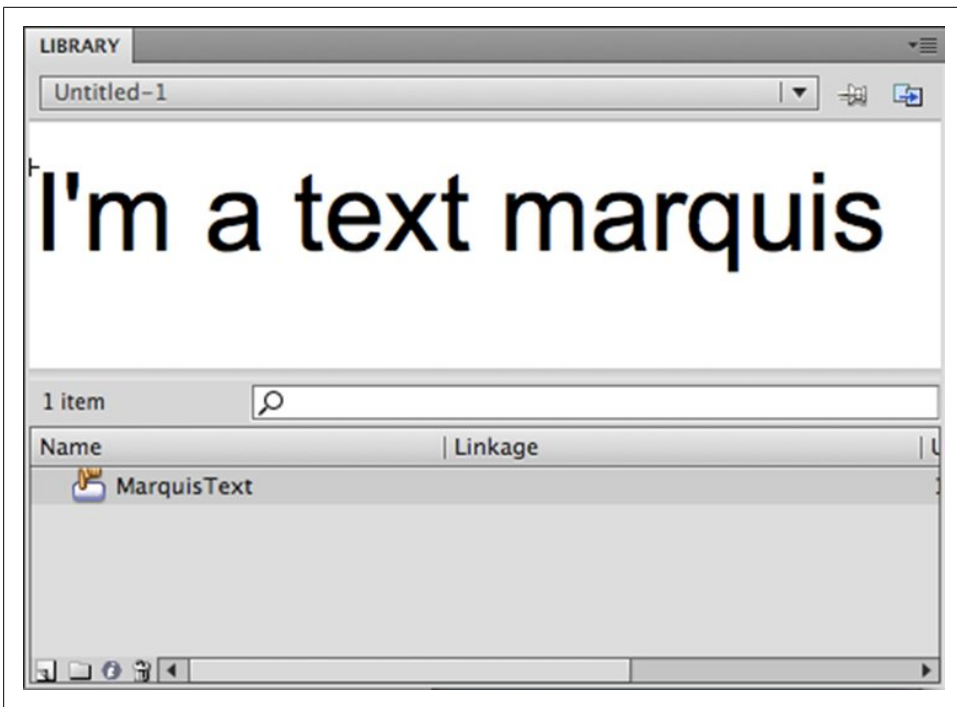 LIBRARY
Untitled-1
I'm a text marquis
1 item
Name Linkage
MarquisText